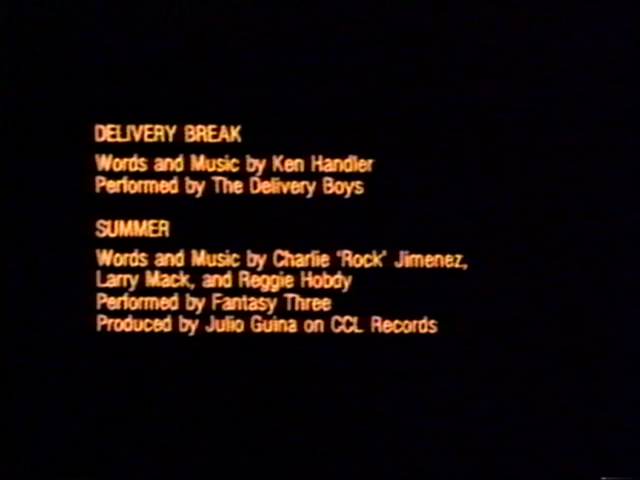 DELIVERY BREAK
Words and Music by Ken Handler
Performed by The Delivery Boys
SUMMER
Words and Music by Charlie "Rock" Jimenez,
Larry Mack, and Reggie Hobdy
Performed by Fantasy Three
Produced by Julio Guina on CCL Records